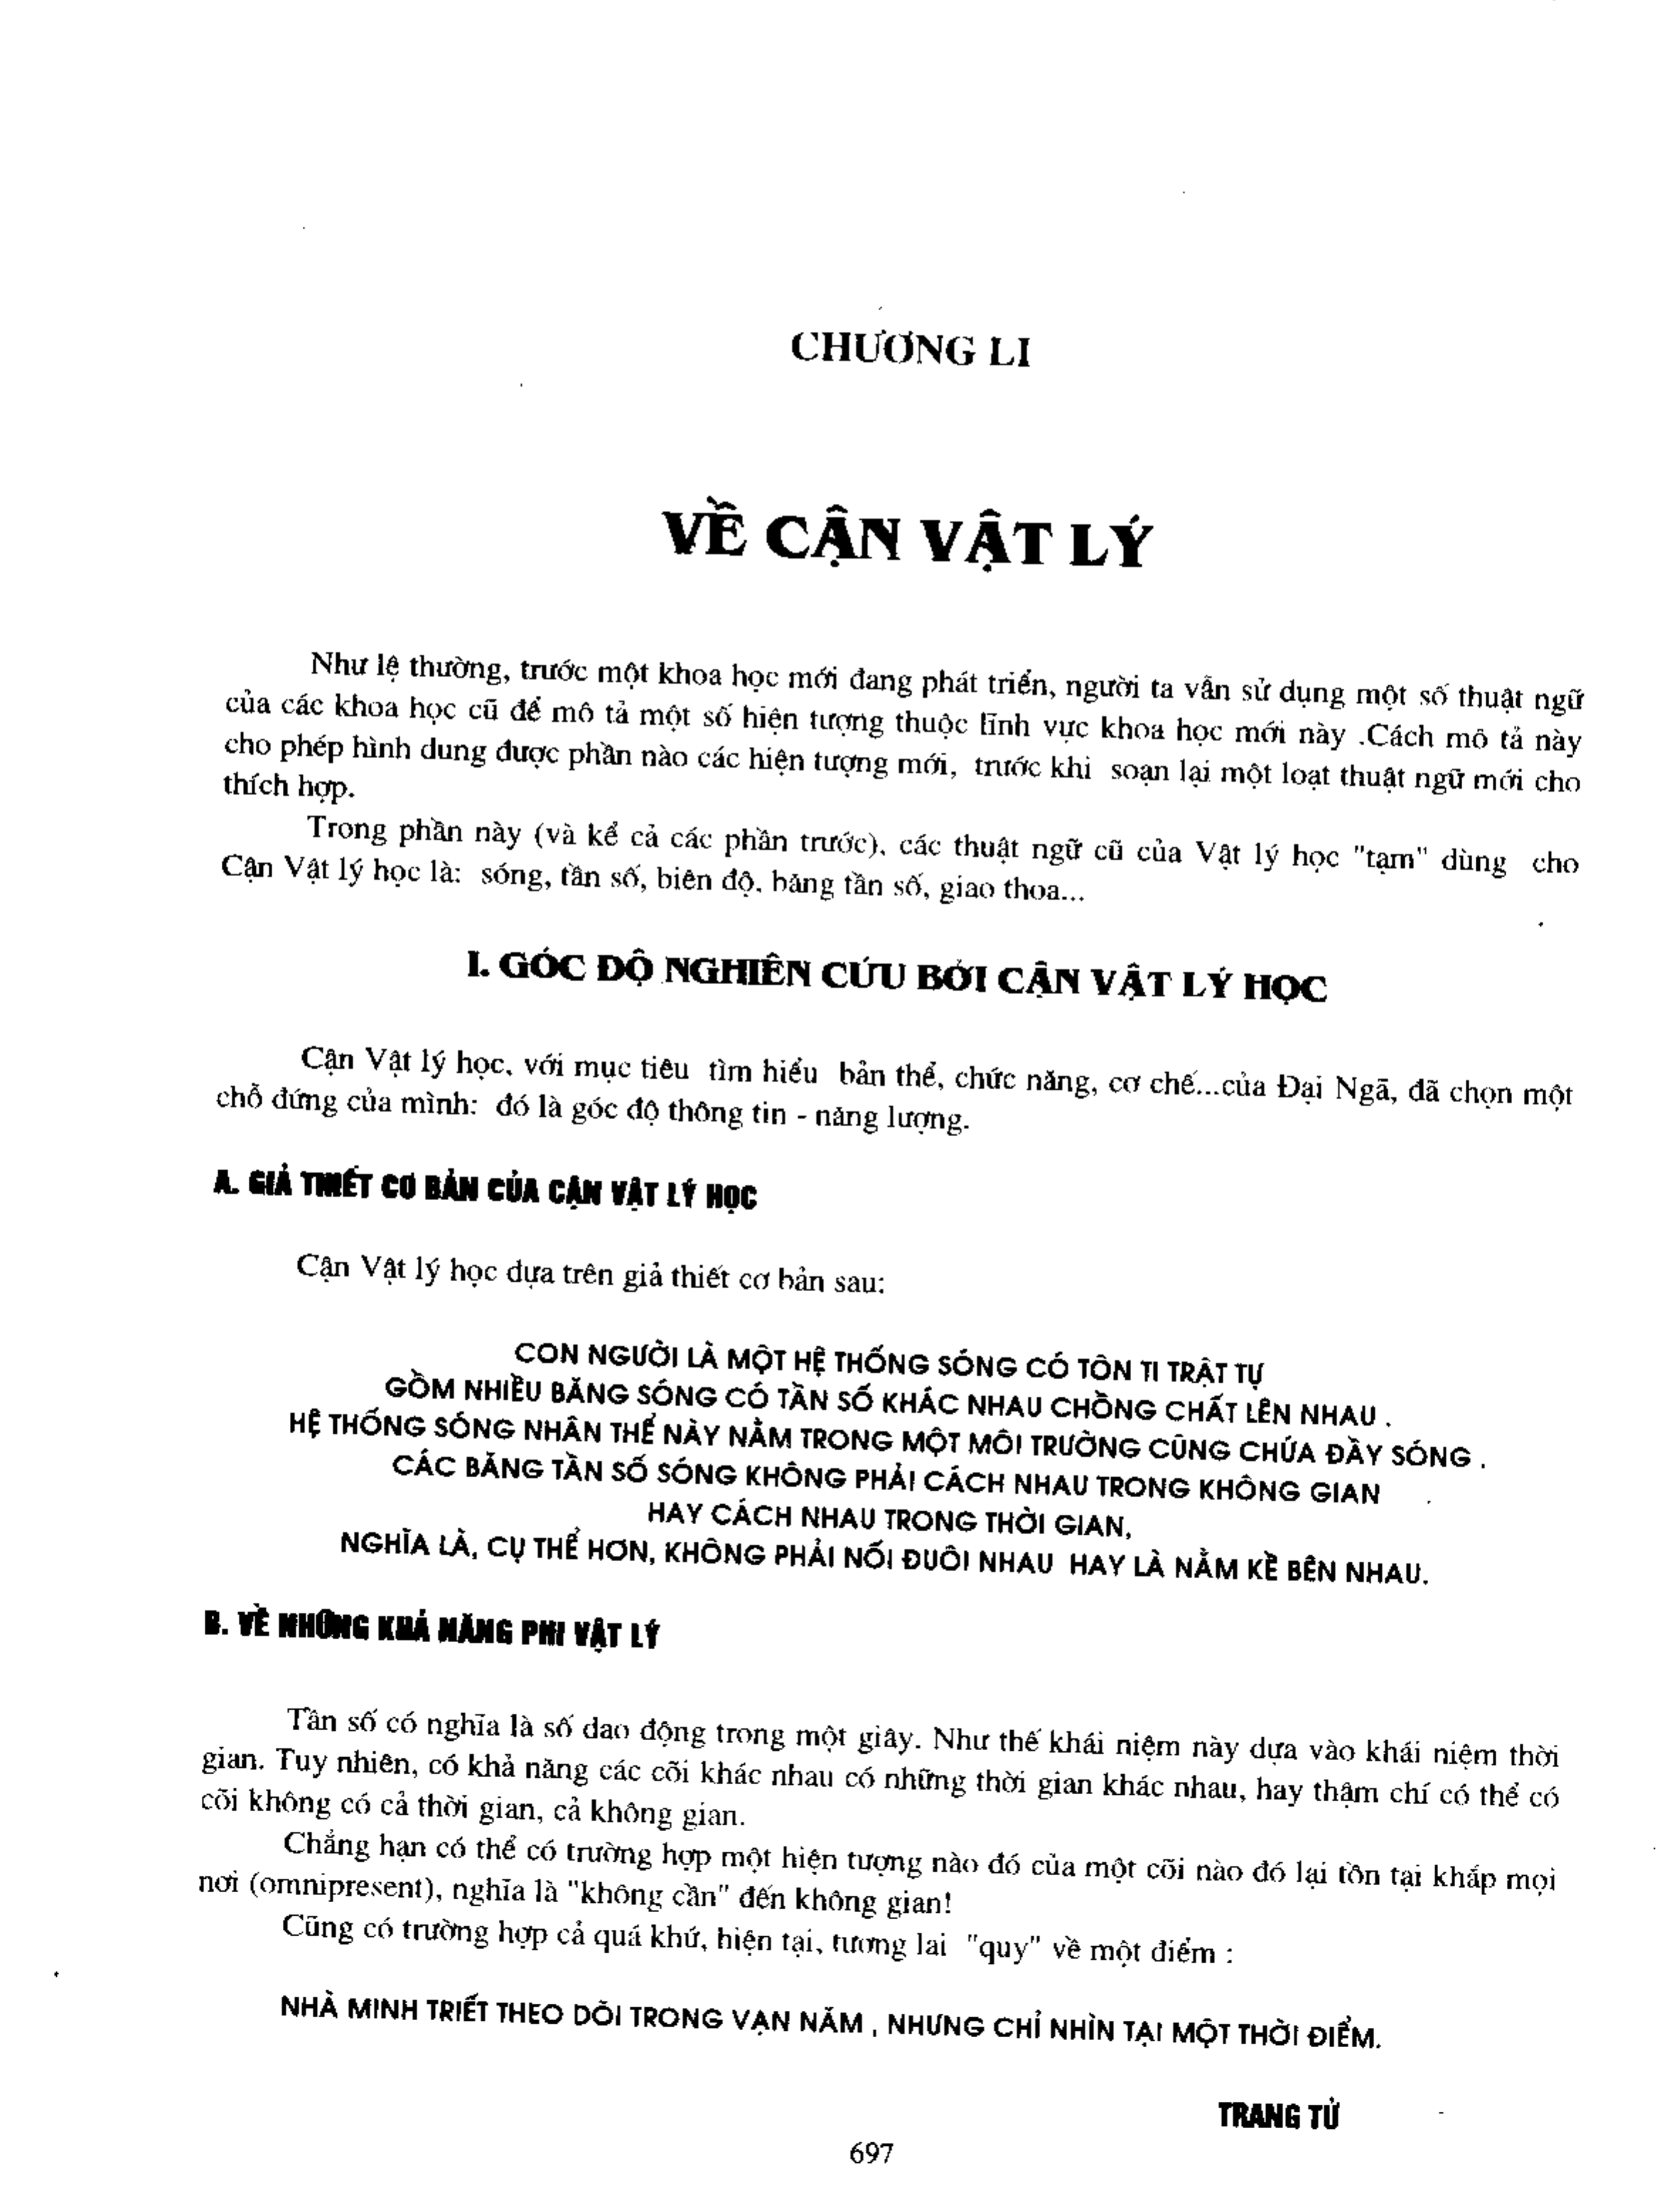 CHƯƠNG LI
VỀ CẬN VẬT LÝ
Như lệ thường, trước một khoa học mới đang phát triển, người ta vẫn sử dụng một số thuật ngữ
của các khoa học cũ để mô tả một số hiện tượng thuộc lĩnh vực khoa học mới này .Cách mô tả này
cho phép hình dung được phần nào các hiện tượng mới, trước khi soạn lại một loạt thuật ngữ mới cho
thích hợp.
Trong phần này (và kể cả các phần trước), các thuật ngữ cũ của Vật lý học "tạm" dùng cho
Cận Vật lý học là: sóng, tần số, biên độ, băng tần số, giao thoa...
I. GÓC ĐỘ NGHIÊN CỨU BỞI CẬN VẬT LÝ HỌC
Cận Vật lý học, với mục tiêu tìm hiểu bản thể, chức năng, cơ chế...của Đại Ngã, đã chọn một
chỗ đứng của mình: đó là góc độ thông tin - năng lượng.
A. GIẢ THIẾT CƠ BẢN CỦA CẬN VẬT LÝ HỌC
Cận Vật lý học dựa trên giả thiết cơ bản sau:
CON NGƯỜI LÀ MỘT HỆ THỐNG SÓNG CÓ TÔN TI TRẬT TỰ
GỒM NHIỀU BĂNG SÓNG CÓ TẦN SỐ KHÁC NHAU CHỒNG CHẤT LÊN NHAU .
HỆ THỐNG SÓNG NHÂN THỂ NÀY NẰM TRONG MỘT MÔI TRƯỜNG CŨNG CHỨA ĐẦY SÓNG .
CÁC BĂNG TẦN SỐ SÓNG KHÔNG PHẢI CÁCH NHAU TRONG KHÔNG GIAN
HAY CÁCH NHAU TRONG THỜI GIAN,
NGHĨA LÀ, CỤ THỂ HƠN, KHÔNG PHẢI NỐI ĐUÔI NHAU HAY LÀ NẰM KỀ BÊN NHAU.
B. VỀ NHỮNG KHẢ NĂNG PHI VẬT LÝ
Tần số có nghĩa là số dao động trong một giây. Như thế khái niệm này dựa vào khái niệm thời
gian. Tuy nhiên, có khả năng các cõi khác nhau có những thời gian khác nhau, hay thậm chí có thể có
cõi không có cả thời gian, cả không gian.
Chẳng hạn có thể có trường hợp một hiện tượng nào đó của một cõi nào đó lại tồn tại khắp mọi
nơi (omnipresent), nghĩa là "không cần" đến không gian!
Cũng có trường hợp cả quá khứ, hiện tại, tương lai "quy" về một điểm :
NHÀ MINH TRIẾT THEO DÕI TRONG VẠN NĂM , NHƯNG CHỈ NHÌN TẠI MỘT THỜI ĐIỂM.
TRANG TỬ
697